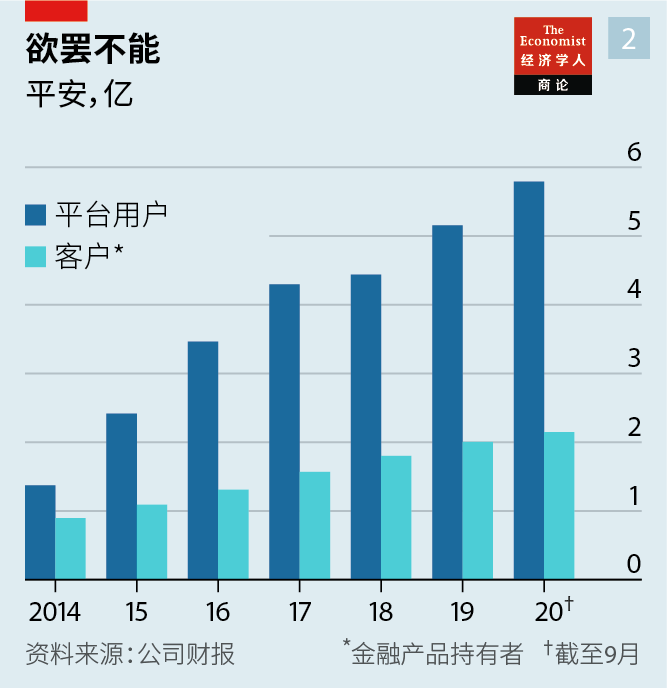 欲罢不能
平安，亿
The
Economist
经济学人
商论
2
平台用户
客户*
6
5
4
3
2
1
0
2014 15 16 17 18 19 20†
资料来源：公司财报 *金融产品持有者 †截至9月